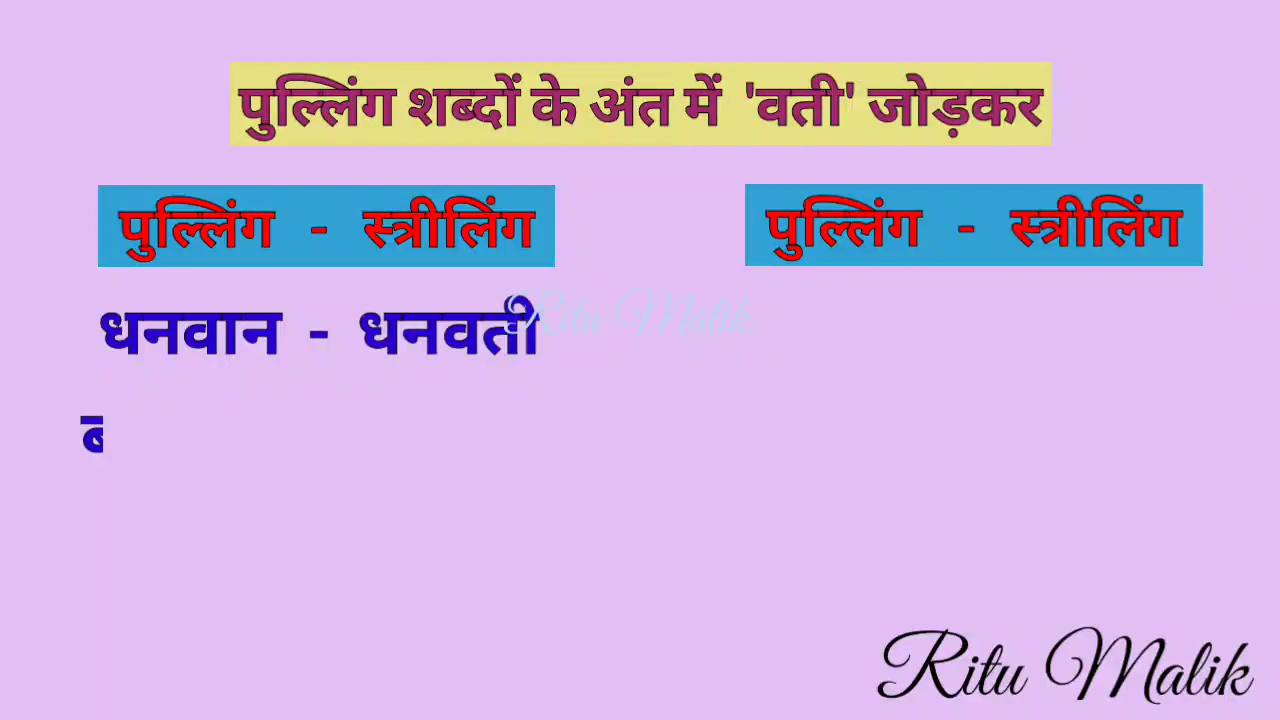 पुल्लिंग शब्दों के अंत में 'वती' जोड़कर
पुल्लिंग - स्त्रीलिंग
पुल्लिंग - स्त्रीलिंग
धनवान - धनवती
Ritu Malik
Ritu Malik